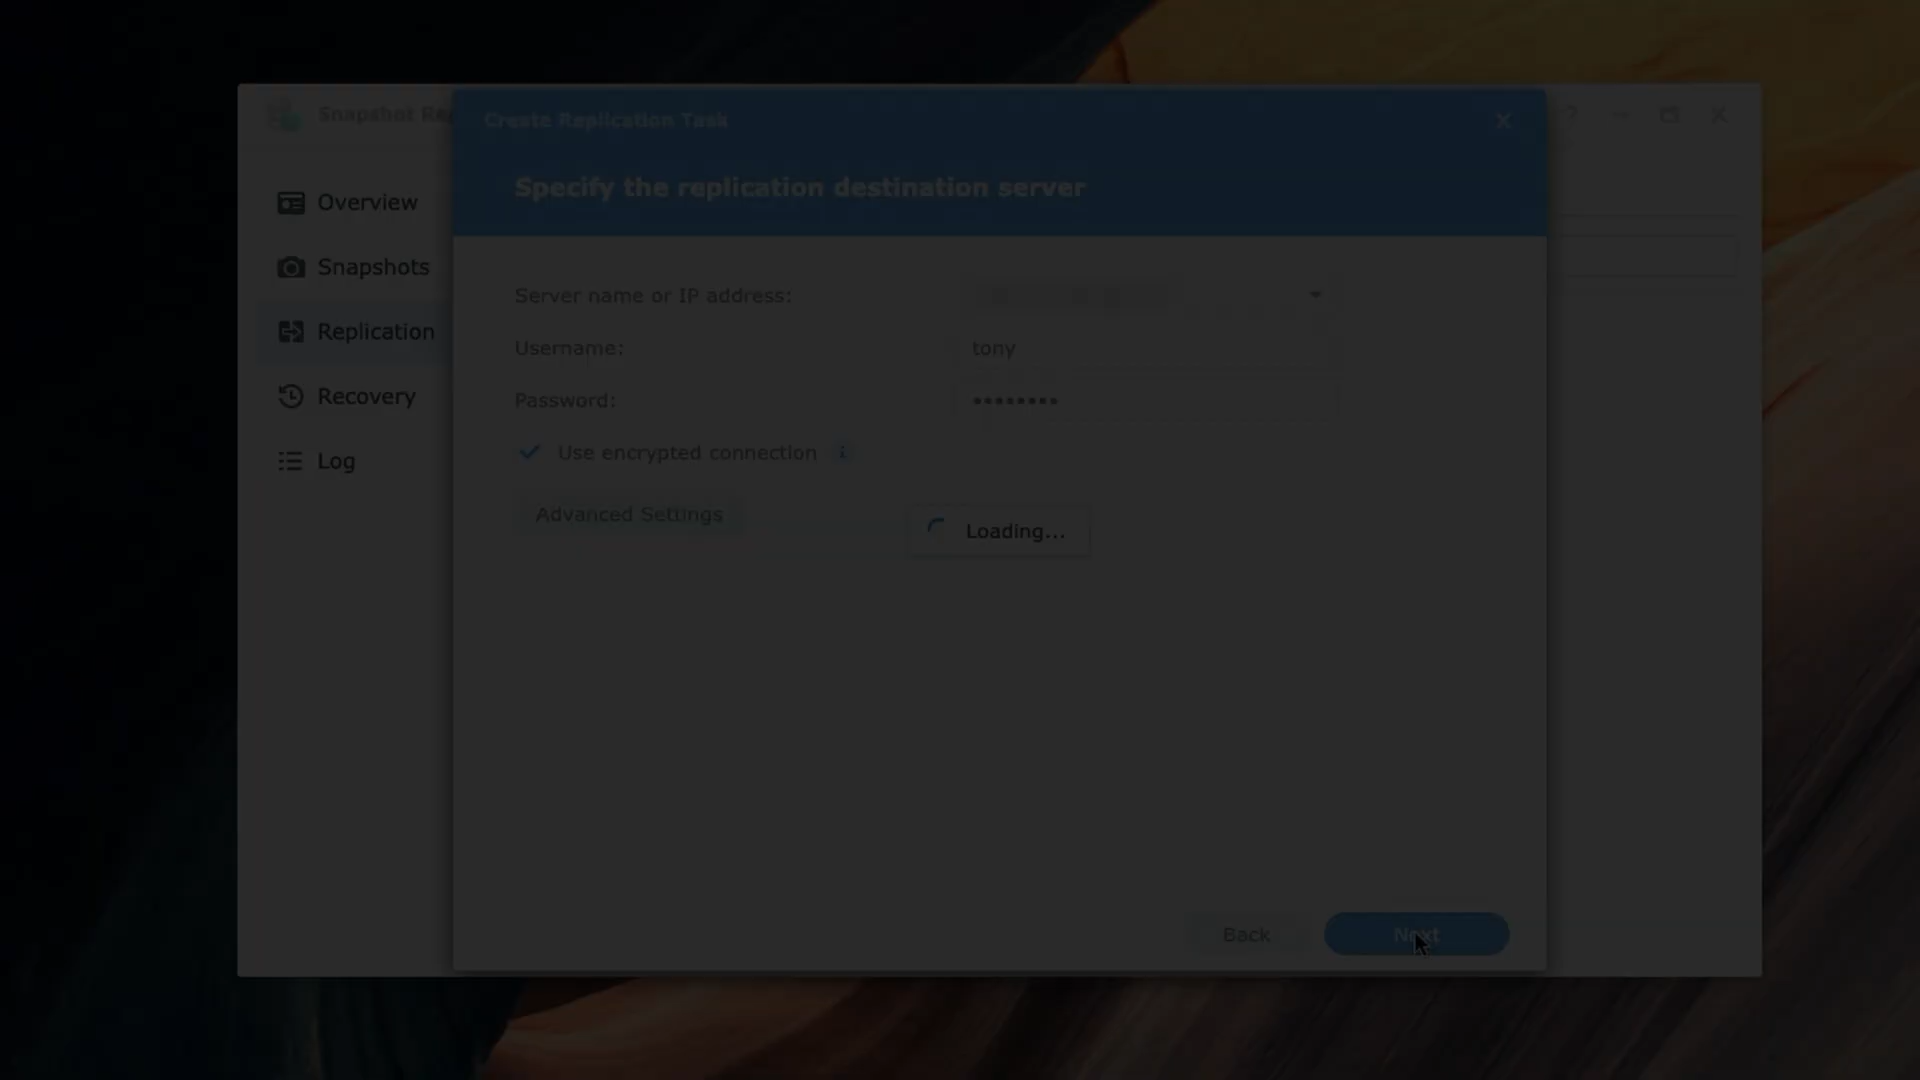 Snapshot Re
Create Replication Task
Specify the replication destination server
Overview
Snapshots
Replication
Recovery
Log
Server name or IP address:
Username:
tony
Password:
••••••••
Use encrypted connection
Advanced Settings
Loading...
Back
Next